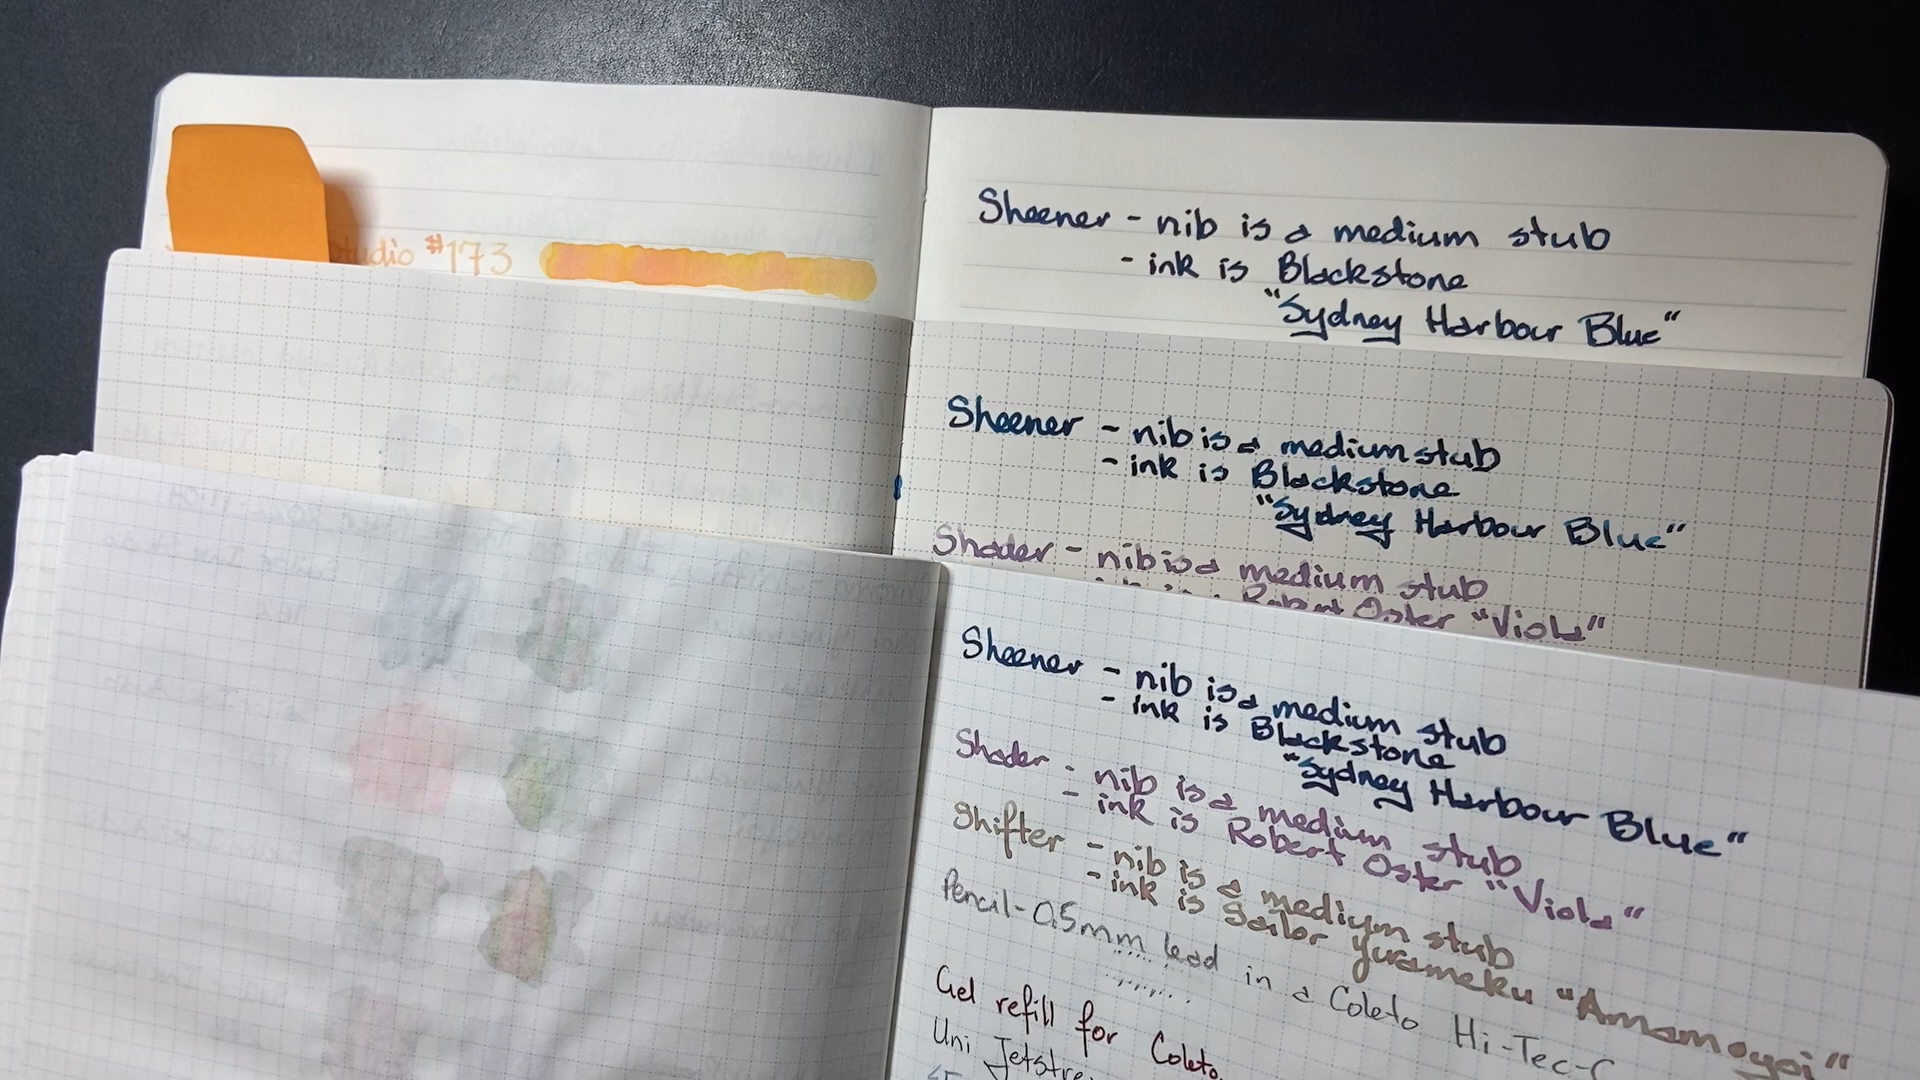 tudio #173
Sheener - nib is a medium stub
- ink is Blackstone
"Sydney Harbour Blue"
Sheener - nib is a medium stub
- ink is Blackstone
"Sydney Harbour Blue"
Shader - nib is a medium stub
Robert Oster "Viola"
Sheener - nib is a medium stub
- ink is Blackstone
"Sydney Harbour Blue"
Shader - nib is a medium stub
- ink is Robert Oster "Viola"
Shifter - nib is a medium stub
- ink is Sailor Yurameku "Amamoyoi"
Pencil - 0.5mm lead in a Coleto Hi-Tec-C
Gel refill for Coleto
Uni Jetstre